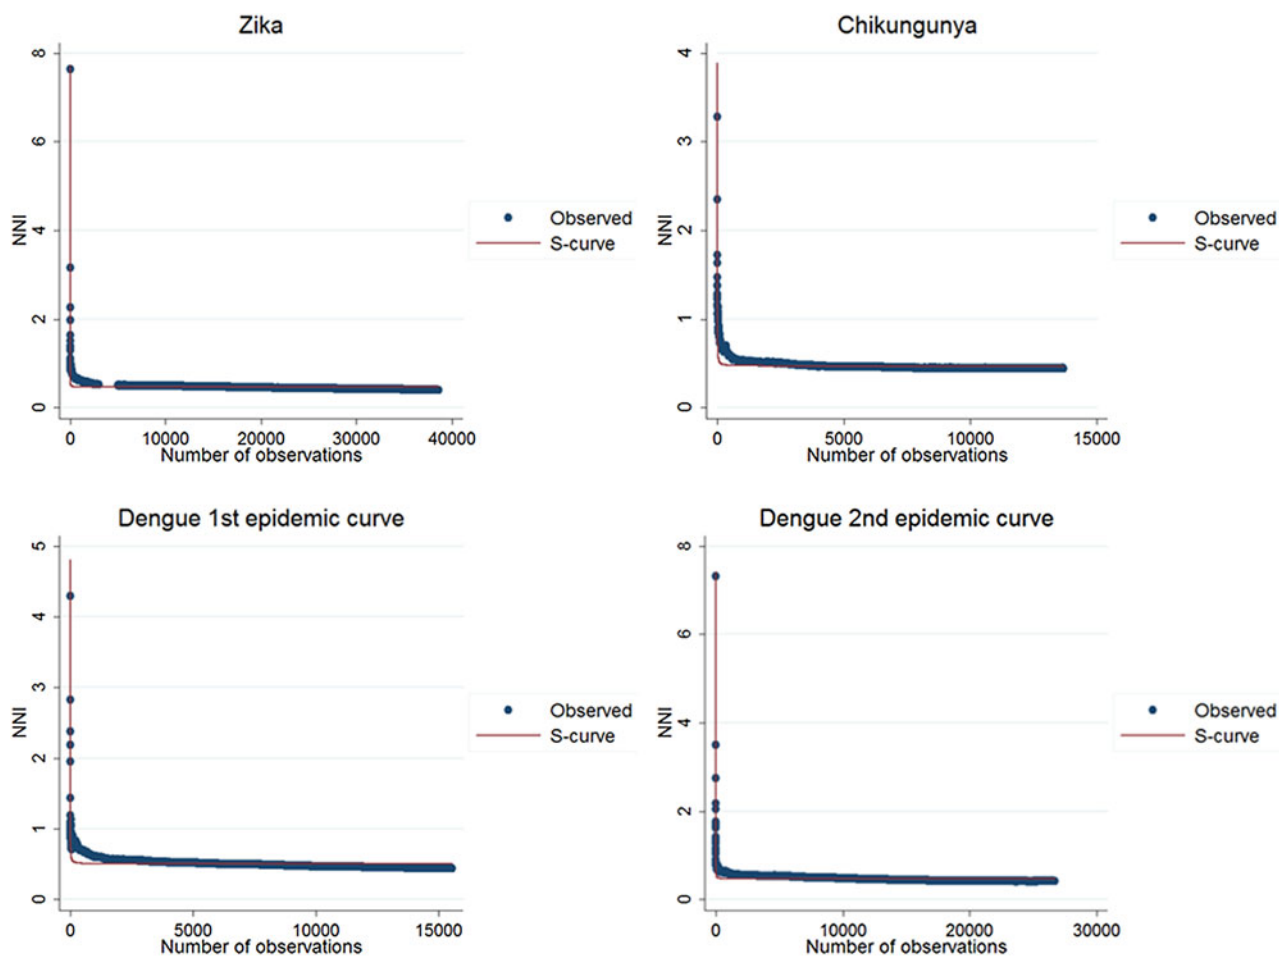 Zika
8
6
4
2
0
NNI
0 10000 20000 30000 40000
Number of observations
Observed
S-curve
Chikungunya
4
3
2
1
0
NNI
0 5000 10000 15000
Number of observations
Observed
S-curve
Dengue 1st epidemic curve
5
4
3
2
1
0
NNI
0 5000 10000 15000
Number of observations
Observed
S-curve
Dengue 2nd epidemic curve
8
6
4
2
0
NNI
0 10000 20000 30000
Number of observations
Observed
S-curve